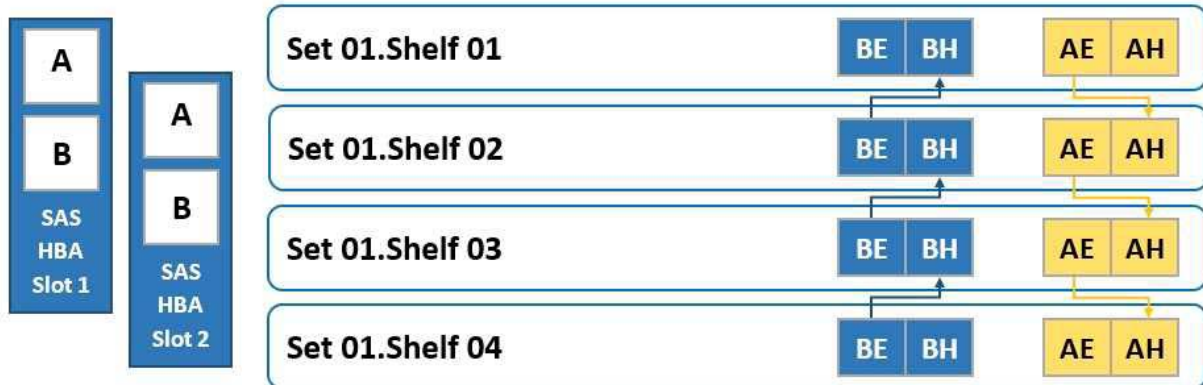 A
B
SAS
HBA
Slot 1
A
B
SAS
HBA
Slot 2
Set 01.Shelf 01
BE BH
AE AH
Set 01.Shelf 02
BE BH
AE AH
Set 01.Shelf 03
BE BH
AE AH
Set 01.Shelf 04
BE BH
AE AH